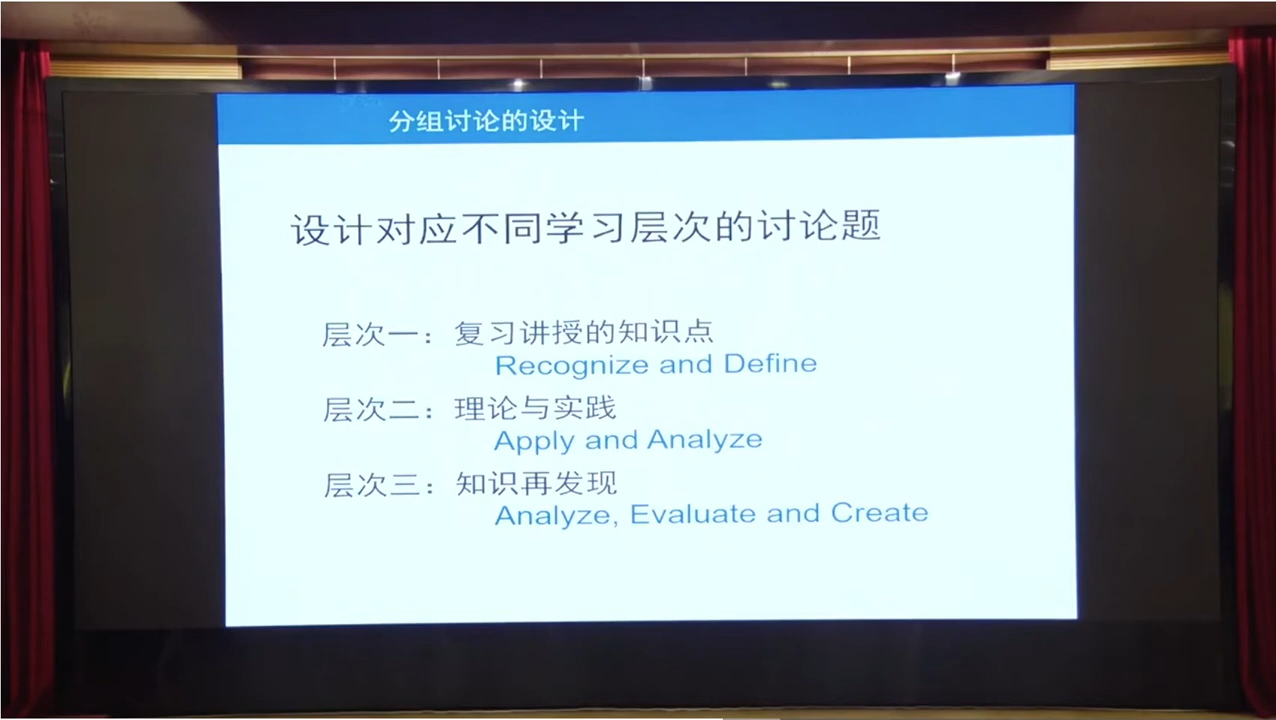 分组讨论的设计
设计对应不同学习层次的讨论题
层次一：复习讲授的知识点
Recognize and Define
层次二：理论与实践
Apply and Analyze
层次三：知识再发现
Analyze, Evaluate and Create